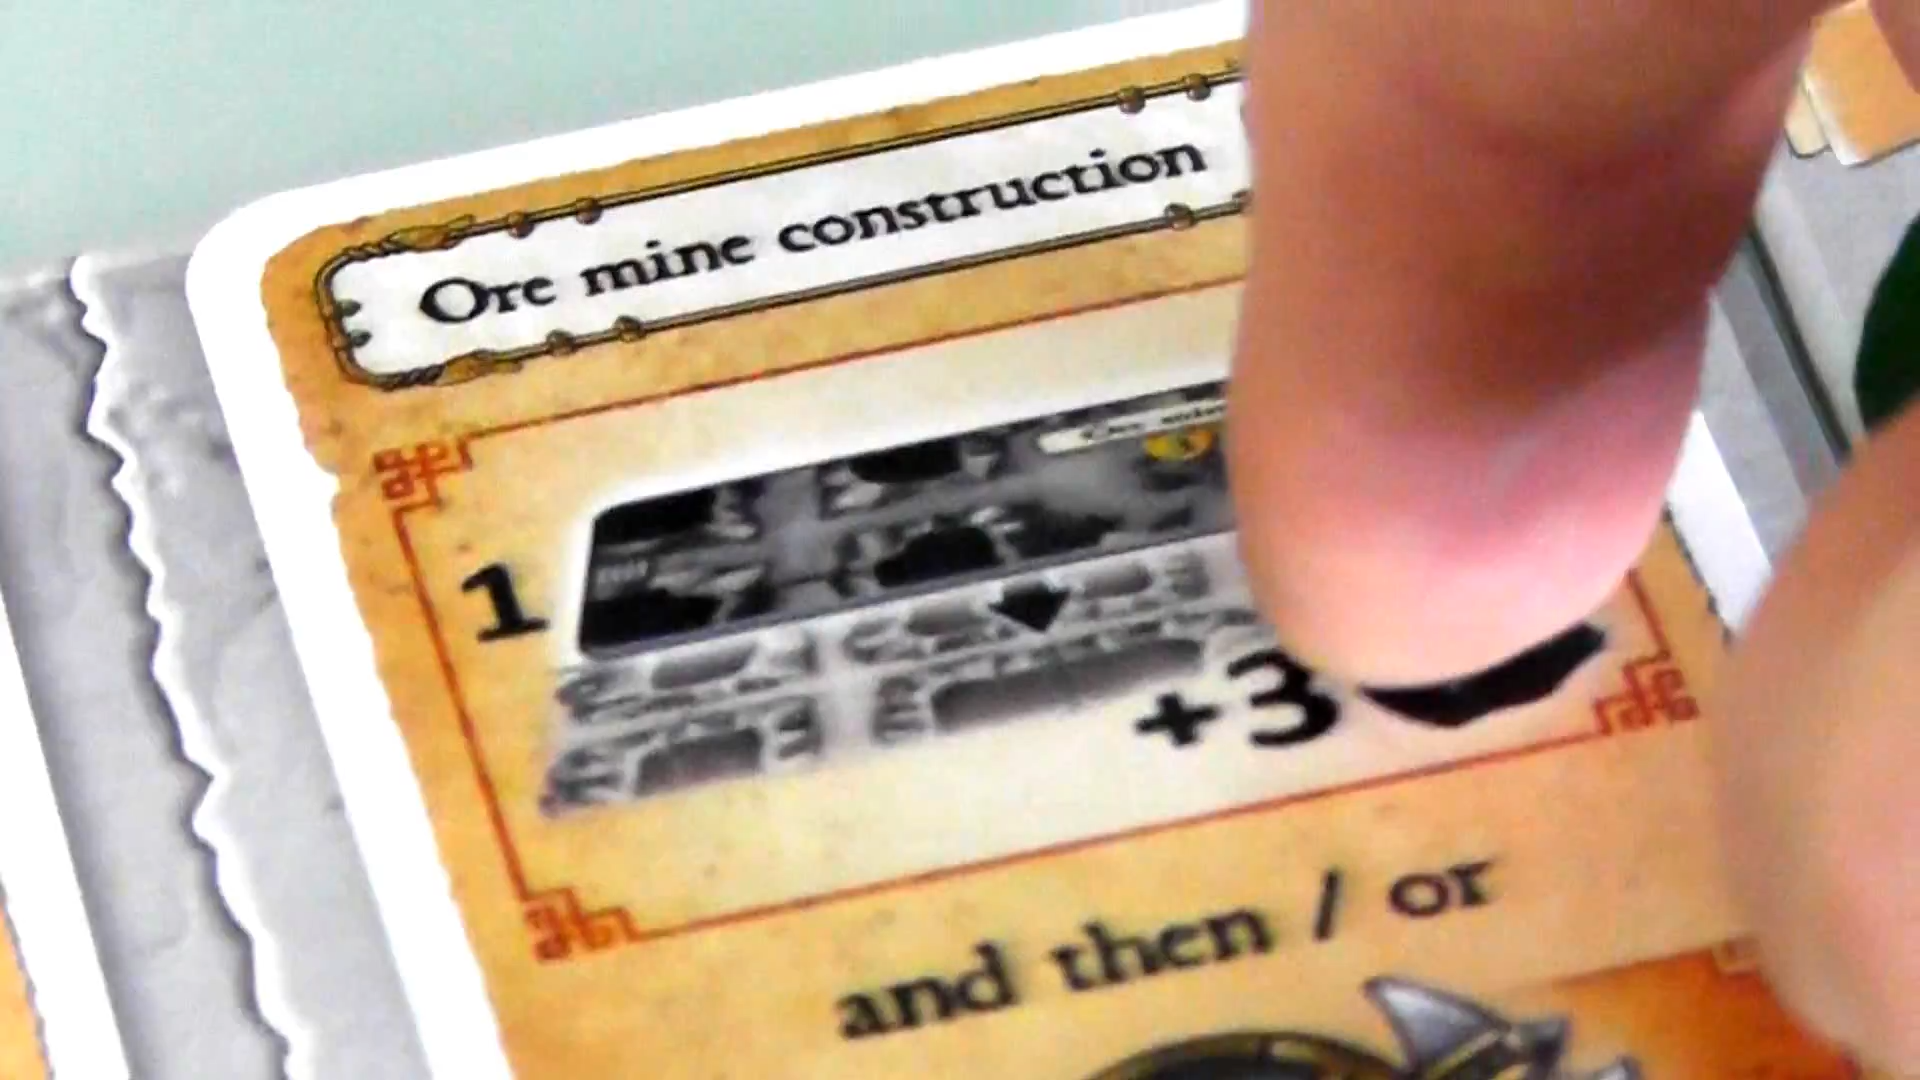 Ore mine construction
1
+3
and then / or